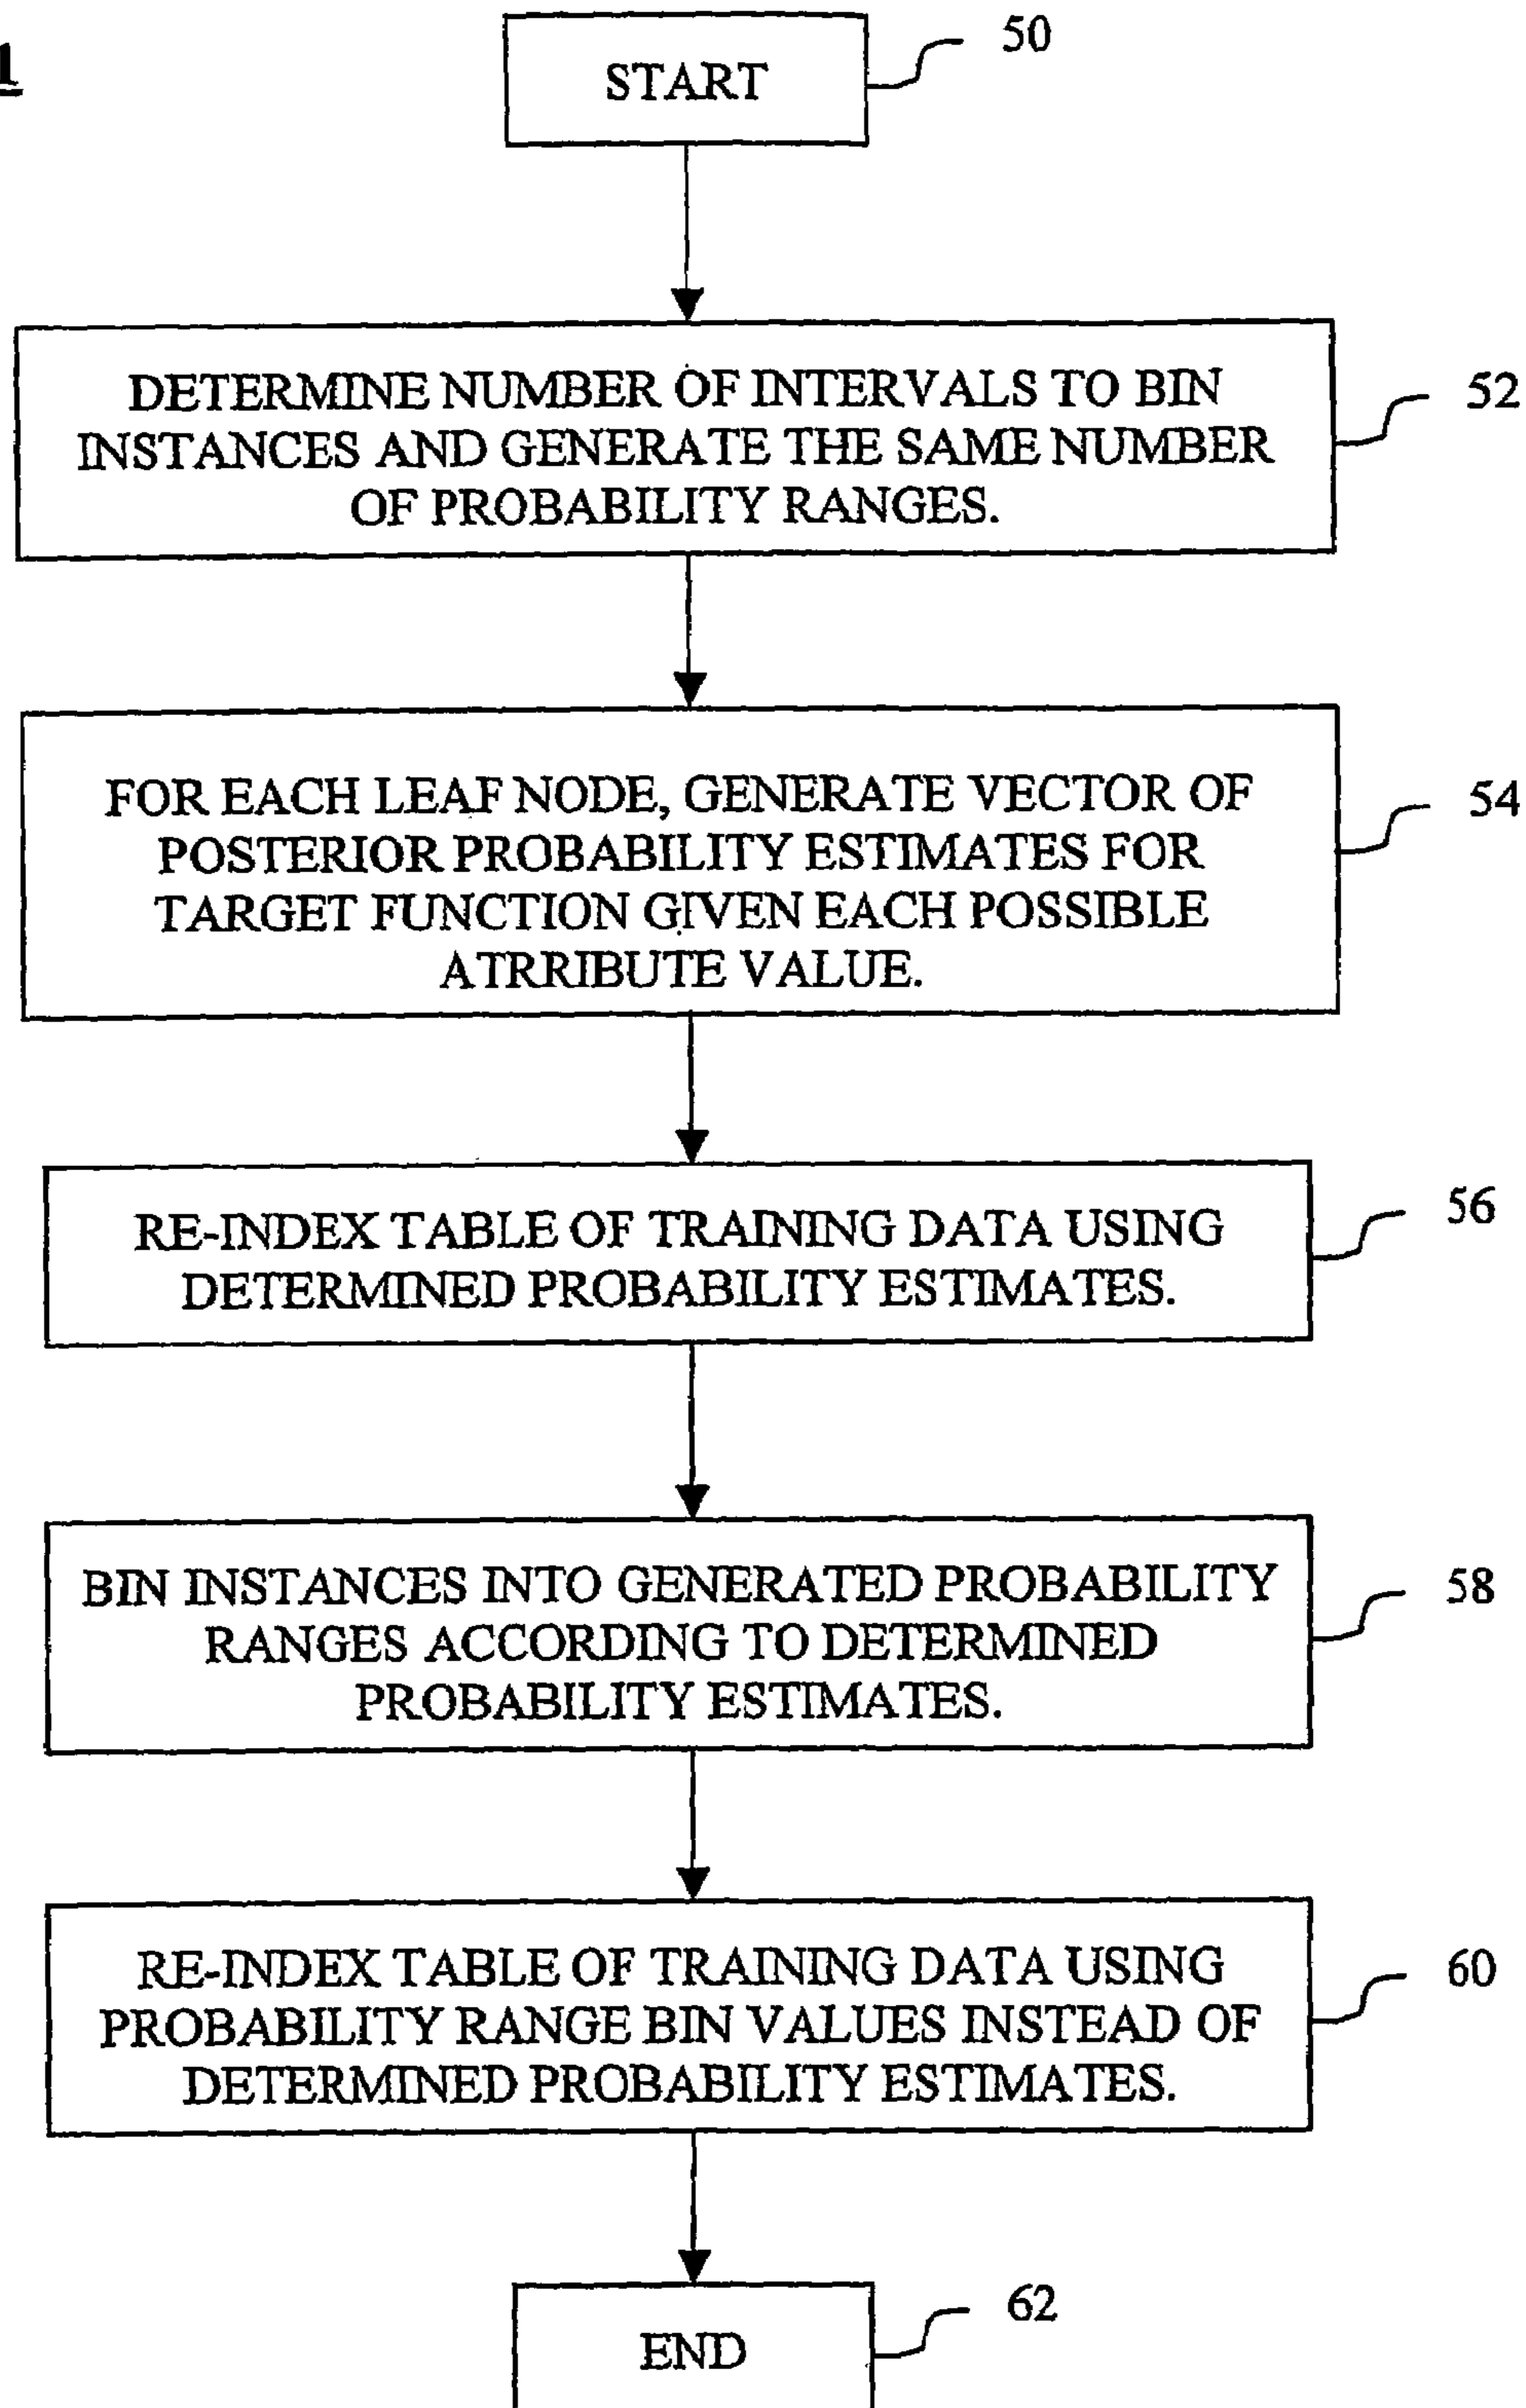 1
START
50
DETERMINE NUMBER OF INTERVALS TO BIN
INSTANCES AND GENERATE THE SAME NUMBER
OF PROBABILITY RANGES.
52
FOR EACH LEAF NODE, GENERATE VECTOR OF
POSTERIOR PROBABILITY ESTIMATES FOR
TARGET FUNCTION GIVEN EACH POSSIBLE
ATRRIBUTE VALUE.
54
RE-INDEX TABLE OF TRAINING DATA USING
DETERMINED PROBABILITY ESTIMATES.
56
BIN INSTANCES INTO GENERATED PROBABILITY
RANGES ACCORDING TO DETERMINED
PROBABILITY ESTIMATES.
58
RE-INDEX TABLE OF TRAINING DATA USING
PROBABILITY RANGE BIN VALUES INSTEAD OF
DETERMINED PROBABILITY ESTIMATES.
60
END
62